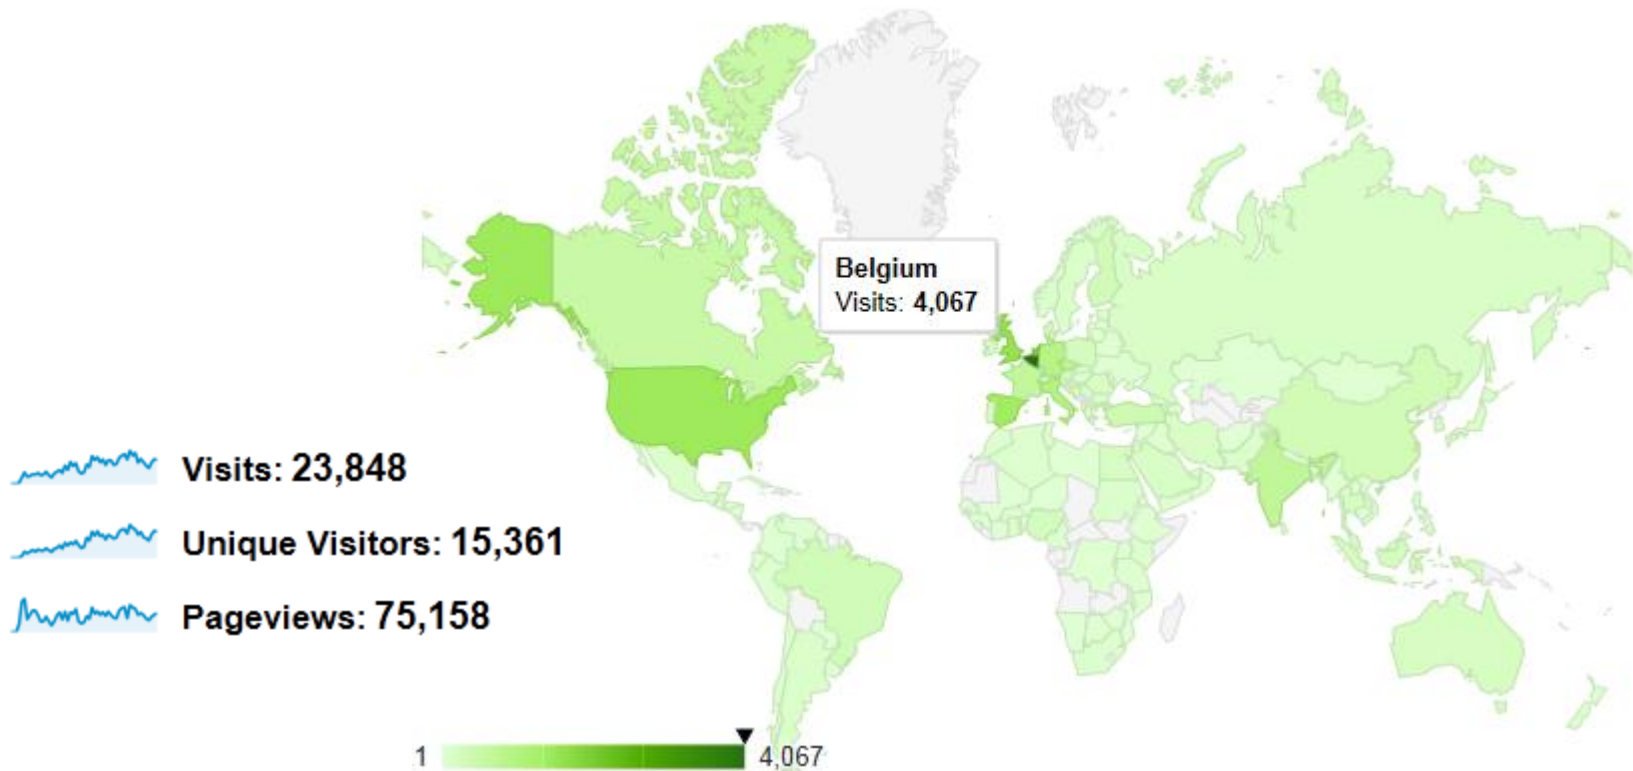 Belgium
Visits: 4,067
Visits: 23,848
Unique Visitors: 15,361
Pageviews: 75,158
1 4,067